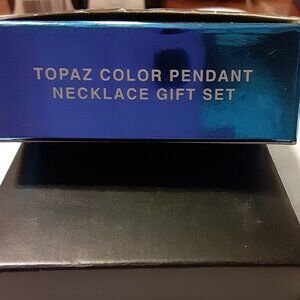 TOPAZ COLOR PENDANT
NECKLACE GIFT SET